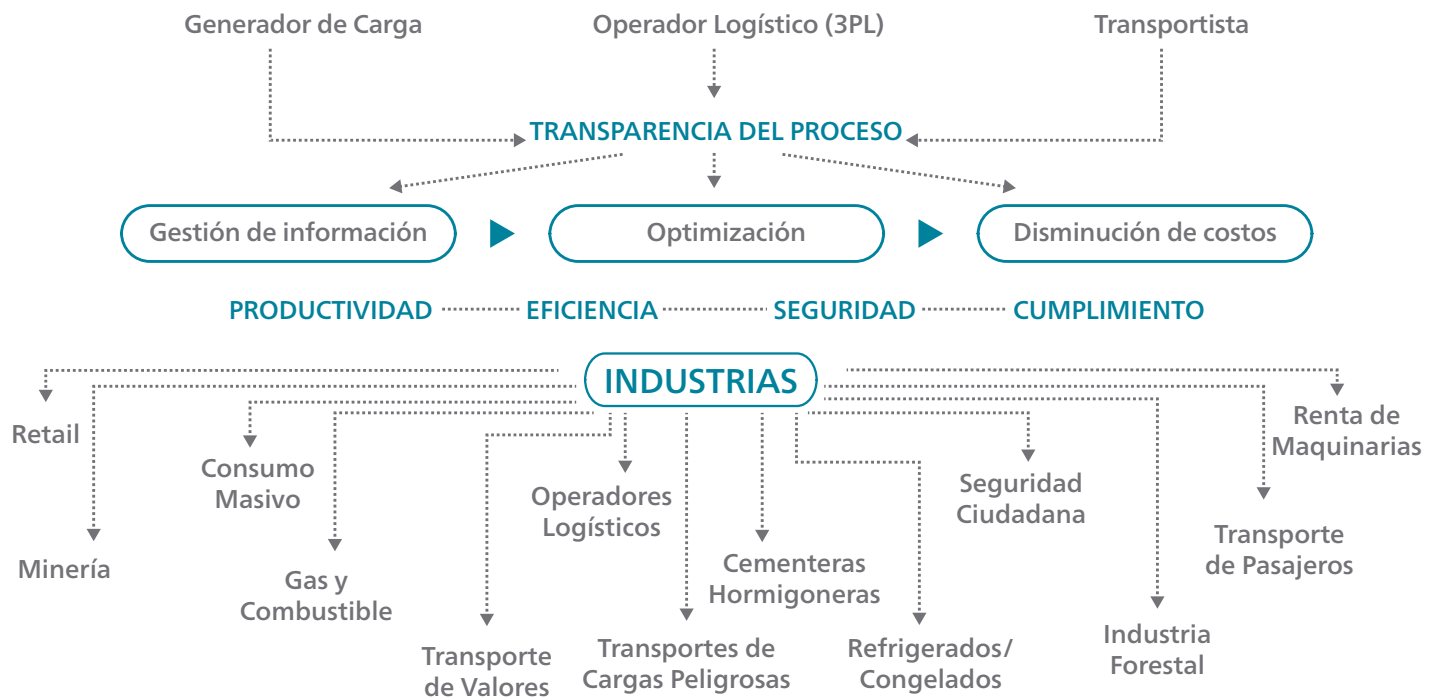 Generador de Carga
Operador Logístico (3PL)
Transportista
TRANSPARENCIA DEL PROCESO
Gestión de información
Optimización
Disminución de costos
PRODUCTIVIDAD
EFICIENCIA
SEGURIDAD
CUMPLIMIENTO
INDUSTRIAS
Retail
Minería
Consumo
Masivo
Gas y
Combustible
Transporte
de Valores
Operadores
Logísticos
Transportes de
Cargas Peligrosas
Cementeras
Hormigoneras
Refrigerados/
Congelados
Seguridad
Ciudadana
Industria
Forestal
Transporte
de Pasajeros
Renta de
Maquinarias